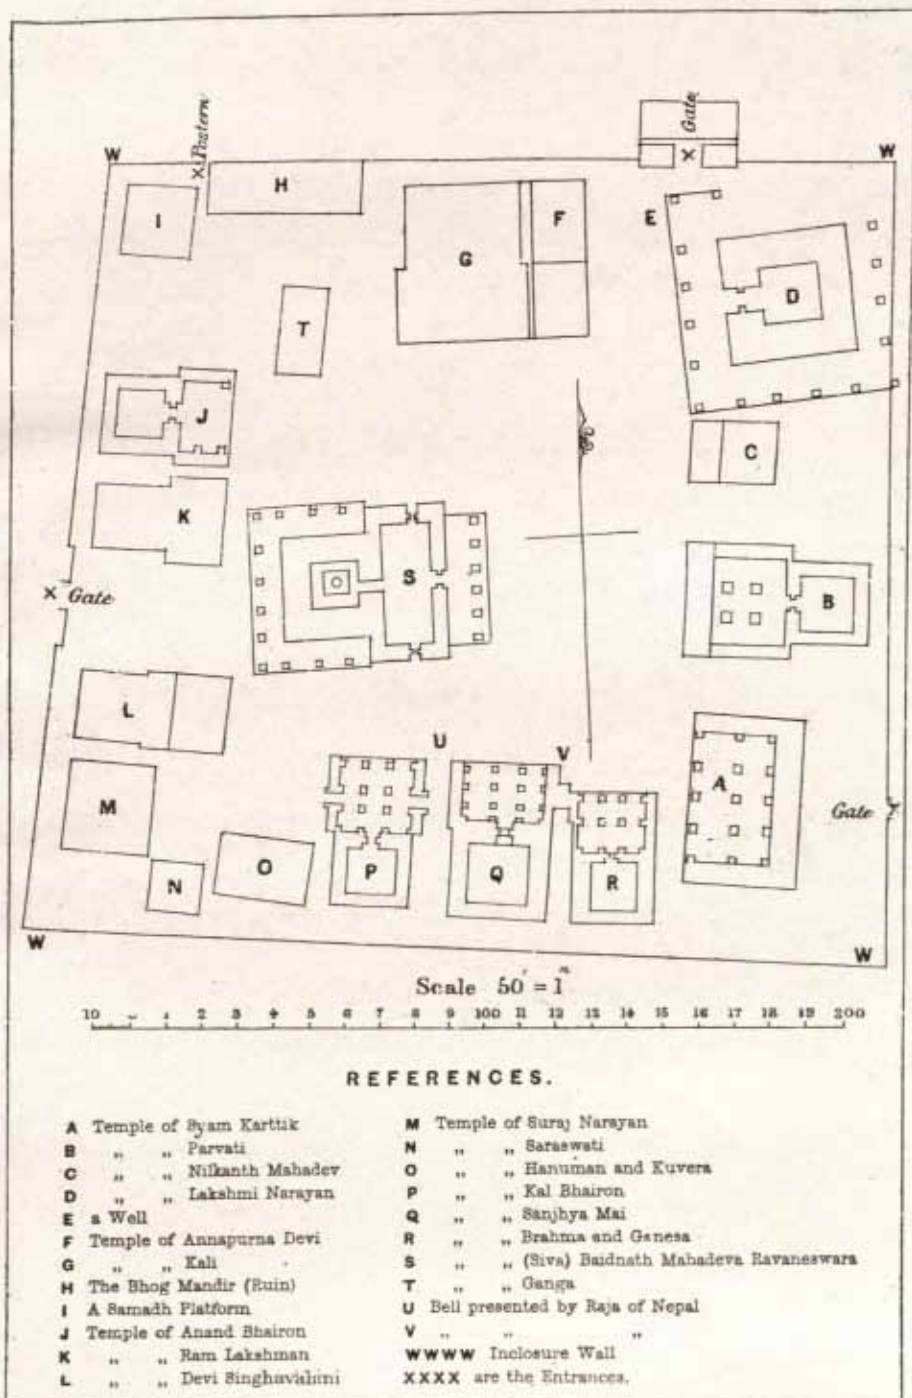 W
Postern
X
Gate
X
W
H
I
F
G
E
D
T
J
C
K
S
B
X Gate
L
U
V
A
M
Gate X
O
N
P
Q
R
W
W
Scale 50' = 1"
10 1 2 3 4 5 6 7 8 9 100 11 12 13 14 15 16 17 18 19 200
REFERENCES.
A Temple of Syam Karttik
B „ „ Parvati
C „ „ Nilkanth Mahadev
D „ „ Lakshmi Narayan
E a Well
F Temple of Annapurna Devi
G „ „ Kali
H The Bhog Mandir (Ruin)
I A Samadh Platform
J Temple of Anand Bhairon
K „ „ Ram Lakshman
L „ „ Devi Singhavahini
M Temple of Suraj Narayan
N „ „ Saraswati
O „ „ Hanuman and Kuvera
P „ „ Kal Bhairon
Q „ „ Sanjhya Mai
R „ „ Brahma and Ganesa
S „ „ (Siva) Baidnath Mahadeva Ravaneswara
T „ „ Ganga
U Bell presented by Raja of Nepal
V „ „ „
WWWW Inclosure Wall
XXXX are the Entrances.